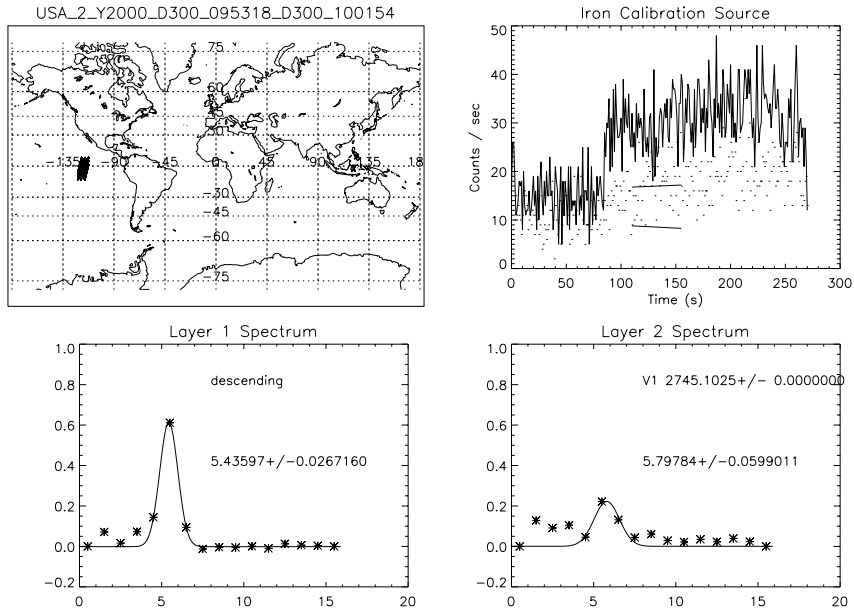 USA_2_Y2000_D300_095318_D300_100154
75
60
45
30
-135 -90 -45 0 45 90 135 18
-30
-45
-60
-75
Iron Calibration Source
Counts / sec
50
40
30
20
10
0
0 50 100 150 200 250 300
Time (s)
Layer 1 Spectrum
1.0
0.8
0.6
0.4
0.2
0.0
-0.2
descending
5.43597+/-0.0267160
0 5 10 15 20
Layer 2 Spectrum
1.0
0.8
0.6
0.4
0.2
0.0
-0.2
V1 2745.1025+/- 0.0000000
5.79784+/-0.0599011
0 5 10 15 20